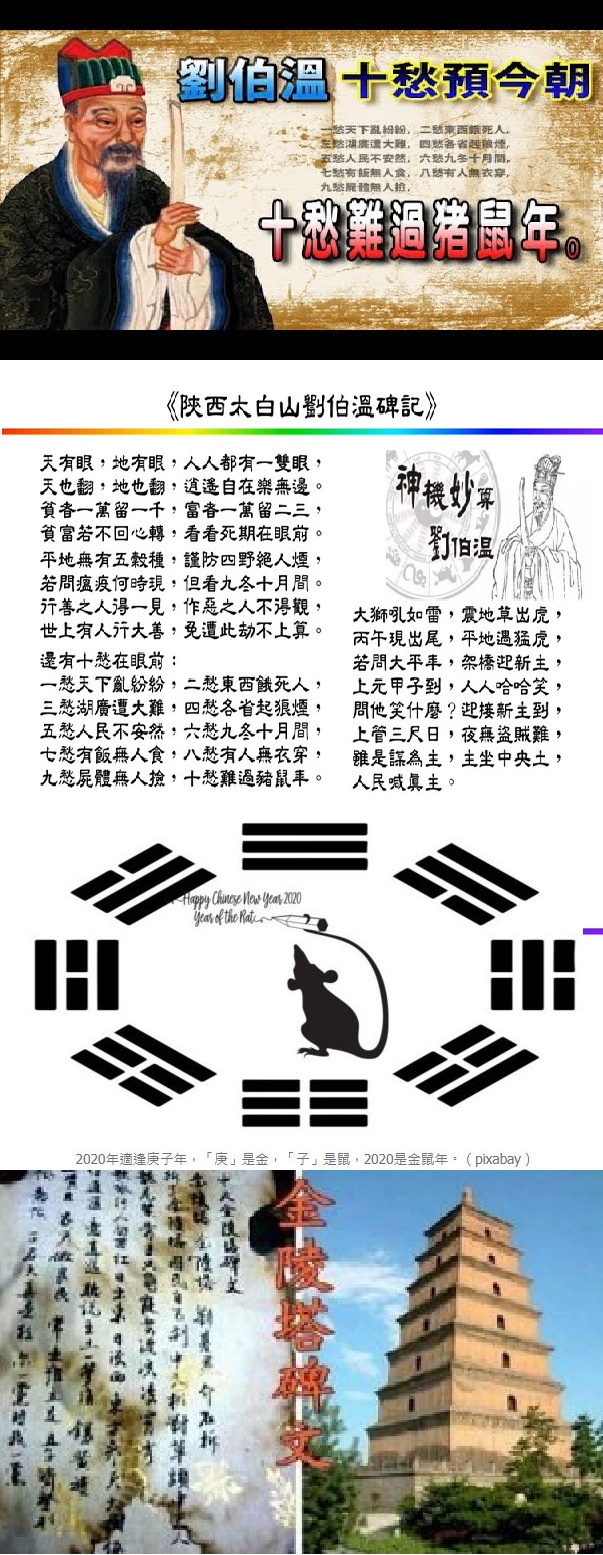 劉伯溫 十愁預今朝
一愁天下亂紛紛，二愁東西餓死人，
三愁湖廣遭大難，四愁各省起狼煙，
五愁人民不安然，六愁九冬十月間，
七愁有飯無人食，八愁有人無衣穿，
九愁屍體無人撿，
十愁難過猪鼠年。
《陝西太白山劉伯溫碑記》
天有眼，地有眼，人人都有一雙眼，
天也翻，地也翻，逍遙自在樂無邊。
貧者一萬留一千，富者一萬留二三，
貧富若不回心轉，看看死期在眼前。
平地無有五穀種，謹防四野絕人煙，
若問瘟疫何時現，但看九冬十月間。
行善之人得一見，作惡之人不得觀，
世上有人行大善，免遭此劫不上算。
還有十愁在眼前：
一愁天下亂紛紛，二愁東西餓死人，
三愁湖廣遭大難，四愁各省起狼煙，
五愁人民不安然，六愁九冬十月間，
七愁有飯無人食，八愁有人無衣穿，
九愁屍體無人撿，十愁難過豬鼠年。
神機妙算
劉伯溫
大獅吼如雷，震地草出虎，
丙午現出尾，平地遇猛虎，
若問太平年，架橋迎新主，
上元甲子到，人人哈哈笑，
問他笑什麼？迎接新主到，
上管三尺日，夜無盜賊難，
雖是謀為主，主坐中央土，
人民喊真主。
Happy Chinese New Year 2020
Year of the Rat
2020年適逢庚子年，「庚」是金，「子」是鼠，2020是金鼠年。（pixabay）
金陵塔碑文